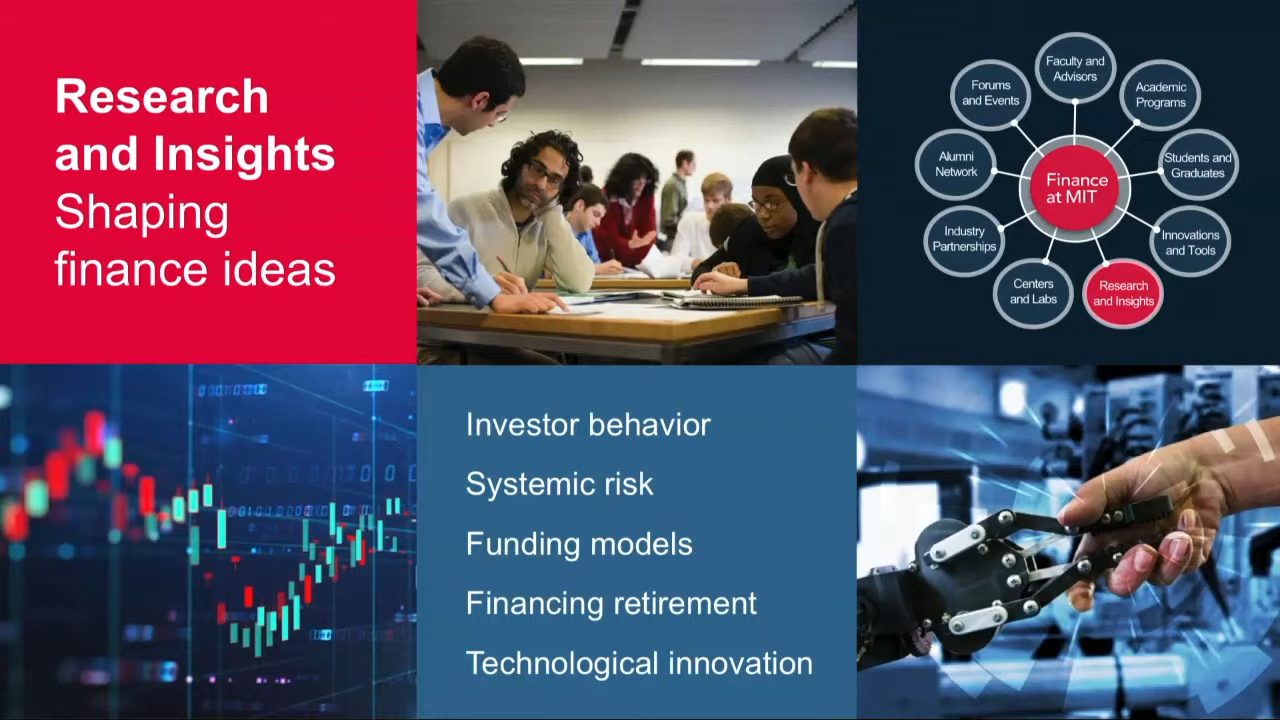 Research
and Insights
Shaping
finance ideas
Faculty and
Advisors
Academic
Programs
Students and
Graduates
Innovations
and Tools
Research
and Insights
Centers
and Labs
Industry
Partnerships
Alumni
Network
Forums
and Events
Finance
at MIT
Investor behavior
Systemic risk
Funding models
Financing retirement
Technological innovation